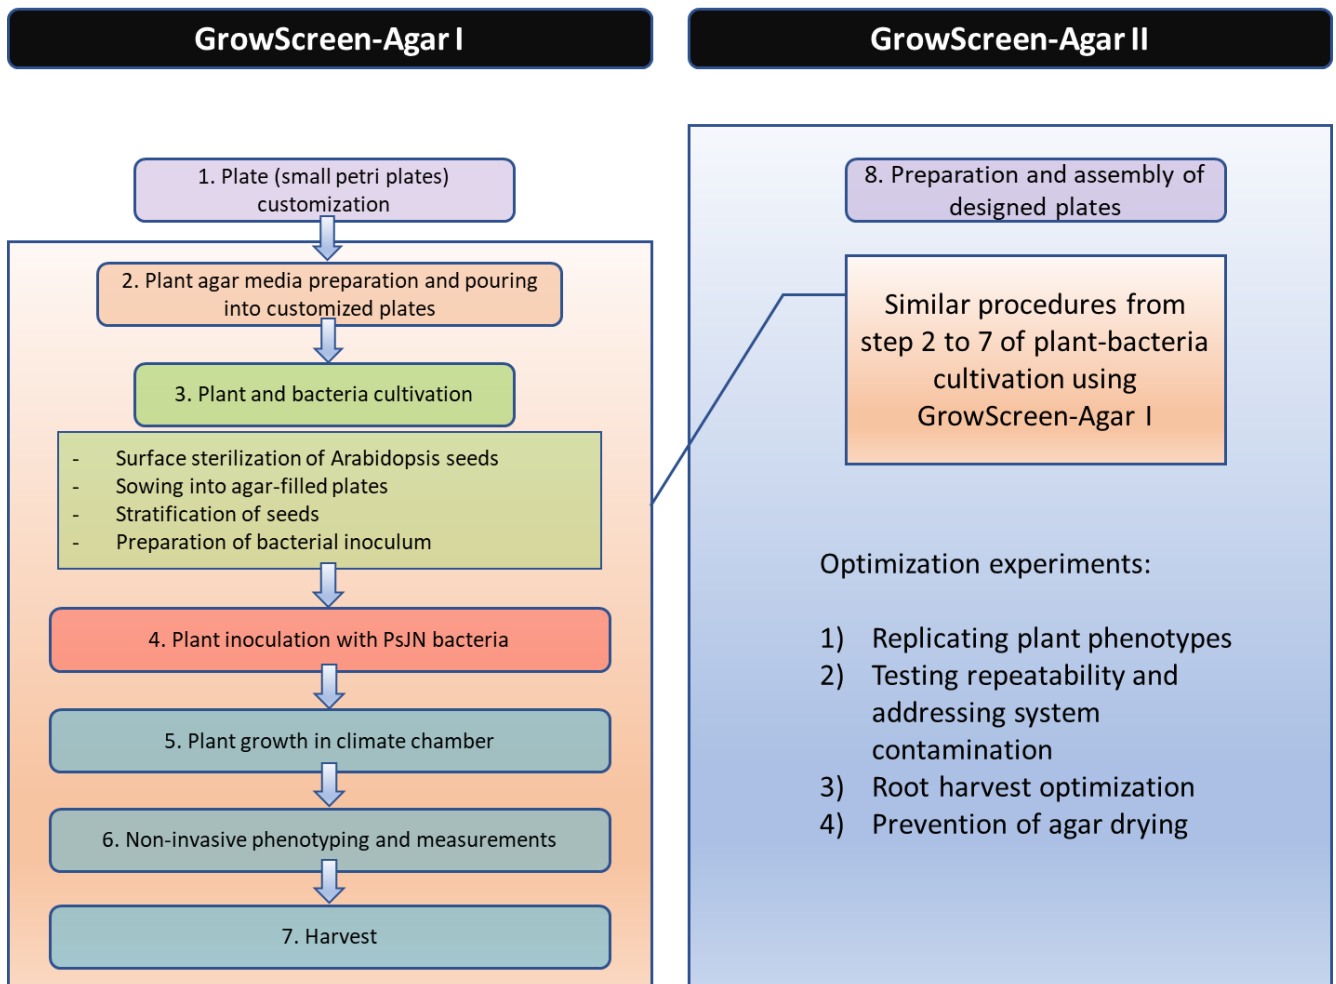 GrowScreen-Agar I
1. Plate (small petri plates)
customization
2. Plant agar media preparation and pouring
into customized plates
3. Plant and bacteria cultivation
- Surface sterilization of Arabidopsis seeds
- Sowing into agar-filled plates
- Stratification of seeds
- Preparation of bacterial inoculum
4. Plant inoculation with PsJN bacteria
5. Plant growth in climate chamber
6. Non-invasive phenotyping and measurements
7. Harvest
GrowScreen-Agar II
8. Preparation and assembly of
designed plates
Similar procedures from
step 2 to 7 of plant-bacteria
cultivation using
GrowScreen-Agar I
Optimization experiments:
1) Replicating plant phenotypes
2) Testing repeatability and
addressing system
contamination
3) Root harvest optimization
4) Prevention of agar drying